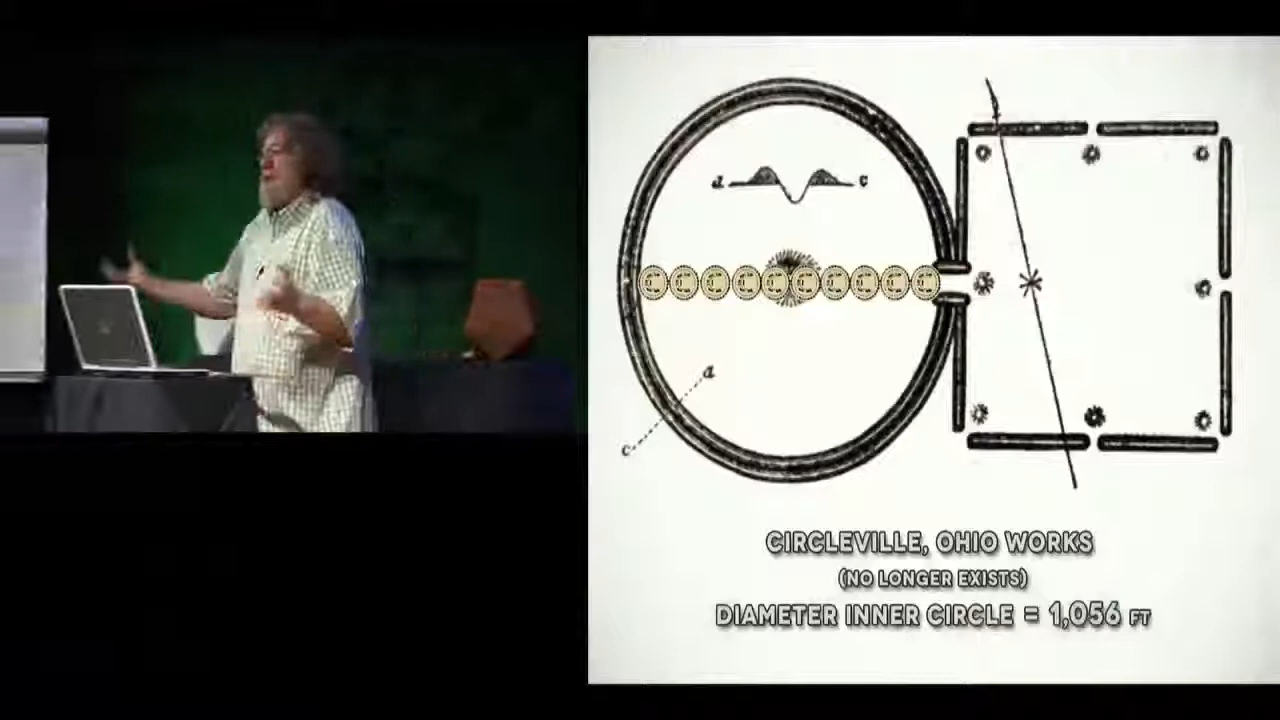 a c
a
c
CIRCLEVILLE, OHIO WORKS
(NO LONGER EXISTS)
DIAMETER INNER CIRCLE = 1,056 FT